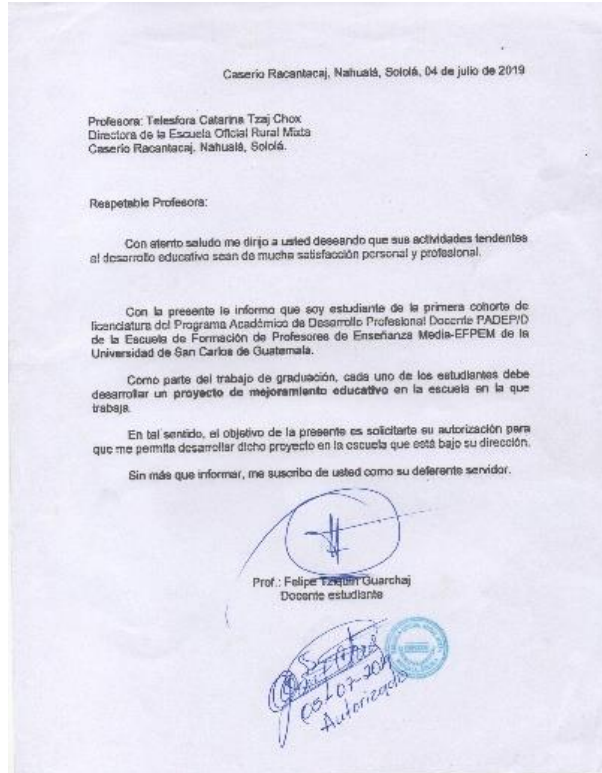 Caserío Racantacaj, Nahualá, Sololá, 04 de julio de 2019
Profesora: Telesfora Catarina Tzaj Chox
Directora de la Escuela Oficial Rural Mixta
Caserío Racantacaj, Nahualá, Sololá.
Respetable Profesora:
Con atento saludo me dirijo a usted deseando que sus actividades tendentes
al desarrollo educativo sean de mucha satisfacción personal y profesional.
Con la presente le informo que soy estudiante de la primera cohorte de
licenciatura del Programa Académico de Desarrollo Profesional Docente PADEP/D
de la Escuela de Formación de Profesores de Enseñanza Media-EFPEM de la
Universidad de San Carlos de Guatemala.
Como parte del trabajo de graduación, cada uno de los estudiantes debe
desarrollar un proyecto de mejoramiento educativo en la escuela en la que
trabaja.
En tal sentido, el objetivo de la presente es solicitarte su autorización para
que me permita desarrollar dicho proyecto en la escuela que está bajo su dirección.
Sin más que informar, me suscribo de usted como su deferente servidor.
Prof.: Felipe Tziquin Guarchaj
Docente estudiante
05-07-2019
Autorizado